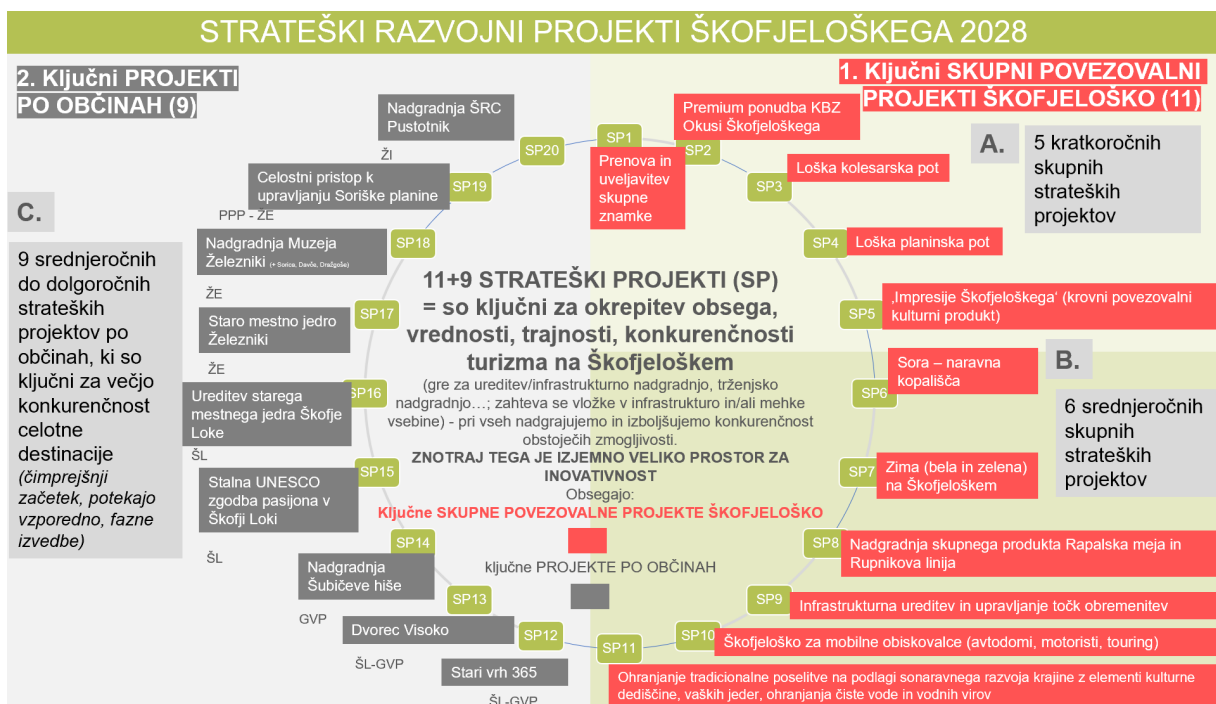 STRATEŠKI RAZVOJNI PROJEKTI ŠKOFJELOŠKEGA 2028
2. Ključni PROJEKTI
PO OBČINAH (9)
1. Ključni SKUPNI POVEZOVALNI
PROJEKTI ŠKOFJELOŠKO (11)
A.
5 kratkoročnih
skupnih
strateških
projektov
SP1
Prenova in
uveljavitev
skupne
znamke
SP2
Premium ponudba KBZ
Okusi Škofjeloškega
SP3
Loška kolesarska pot
SP4
Loška planinska pot
SP5
‚Impresije Škofjeloškega‘ (krovni povezovalni
kulturni produkt)
B.
6 srednjeročnih
skupnih
strateških
projektov
SP6
Sora – naravna
kopališča
SP7
Zima (bela in zelena)
na Škofjeloškem
SP8
Nadgradnja skupnega produkta Rapalska meja in
Rupnikova linija
SP9
Infrastrukturna ureditev in upravljanje točk obremenitev
SP10
Škofjeloško za mobilne obiskovalce (avtodomi, motoristi, touring)
SP11
Ohranjanje tradicionalne poselitve na podlagi sonaravnega razvoja krajine z elementi kulturne
dediščine, vaških jeder, ohranjanja čiste vode in vodnih virov
11+9 STRATEŠKI PROJEKTI (SP)
= so ključni za okrepitev obsega,
vrednosti, trajnosti, konkurenčnosti
turizma na Škofjeloškem
(gre za ureditev/infrastrukturno nadgradnjo, trženjsko
nadgradnjo…; zahteva se vložke v infrastrukturo in/ali mehke
vsebine) - pri vseh nadgrajujemo in izboljšujemo konkurenčnost
obstoječih zmogljivosti.
ZNOTRAJ TEGA JE IZJEMNO VELIKO PROSTOR ZA
INOVATIVNOST
Obsegajo:
Ključne SKUPNE POVEZOVALNE PROJEKTE ŠKOFJELOŠKO
ključne PROJEKTE PO OBČINAH
C.
9 srednjeročnih
do dolgoročnih
strateških
projektov po
občinah, ki so
ključni za večjo
konkurenčnost
celotne
destinacije
(čimprejšnji
začetek, potekajo
vzporedno, fazne
izvedbe)
SP20
Nadgradnja ŠRC
Pustotnik
ŽI
SP19
Celostni pristop k
upravljanju Soriške planine
PPP - ŽE
SP18
Nadgradnja Muzeja
Železniki (+ Sorica, Davča, Dražgoše)
ŽE
SP17
Staro mestno jedro
Železniki
ŽE
SP16
Ureditev starega
mestnega jedra Škofje
Loke
ŠL
SP15
Stalna UNESCO
zgodba pasijona v
Škofji Loki
ŠL
SP14
Nadgradnja
Šubičeve hiše
GVP
SP13
Dvorec Visoko
ŠL-GVP
SP12
Stari vrh 365
ŠL-GVP